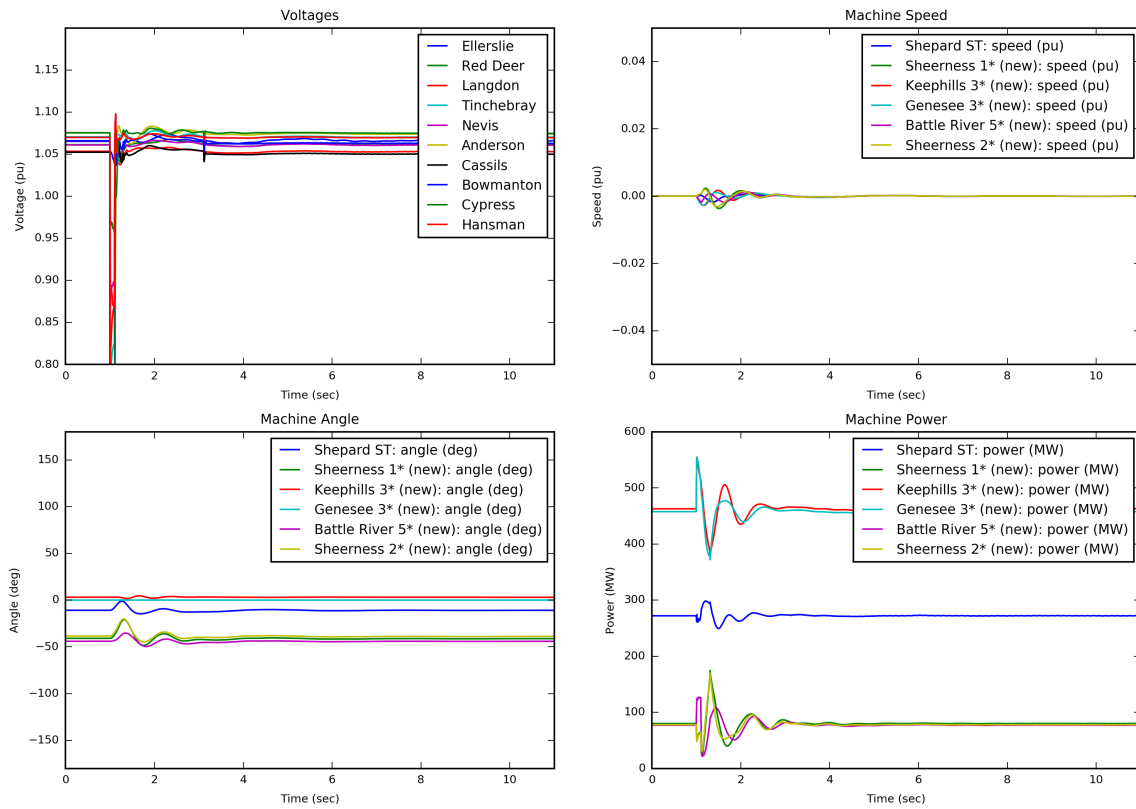 Voltages
1.15
1.10
1.05
1.00
0.95
0.90
0.85
0.80
Voltage (pu)
Ellerslie
Red Deer
Langdon
Tinchebray
Nevis
Anderson
Cassils
Bowmanton
Cypress
Hansman
0
2
4
6
8
10
Time (sec)
Machine Speed
0.04
0.02
0.00
−0.02
−0.04
Speed (pu)
Shepard ST: speed (pu)
Sheerness 1* (new): speed (pu)
Keephills 3* (new): speed (pu)
Genesee 3* (new): speed (pu)
Battle River 5* (new): speed (pu)
Sheerness 2* (new): speed (pu)
0
2
4
6
8
10
Time (sec)
Machine Angle
150
100
50
0
−50
−100
−150
Angle (deg)
Shepard ST: angle (deg)
Sheerness 1* (new): angle (deg)
Keephills 3* (new): angle (deg)
Genesee 3* (new): angle (deg)
Battle River 5* (new): angle (deg)
Sheerness 2* (new): angle (deg)
0
2
4
6
8
10
Time (sec)
Machine Power
600
500
400
300
200
100
0
Power (MW)
Shepard ST: power (MW)
Sheerness 1* (new): power (MW)
Keephills 3* (new): power (MW)
Genesee 3* (new): power (MW)
Battle River 5* (new): power (MW)
Sheerness 2* (new): power (MW)
0
2
4
6
8
10
Time (sec)